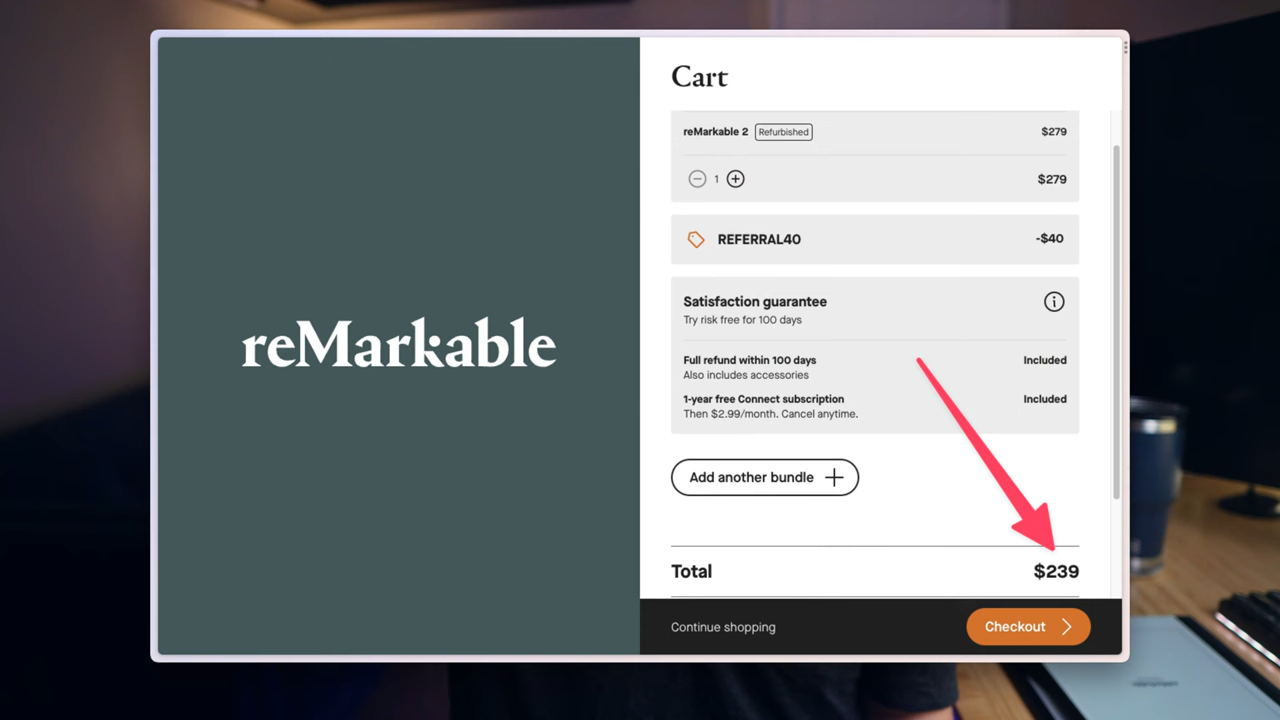 reMarkable
Cart
reMarkable 2 Refurbished $279
1 $279
REFERRAL40 -$40
Satisfaction guarantee
Try risk free for 100 days
Full refund within 100 days Included
Also includes accessories
1-year free Connect subscription Included
Then $2.99/month. Cancel anytime.
Add another bundle
Total $239
Continue shopping Checkout